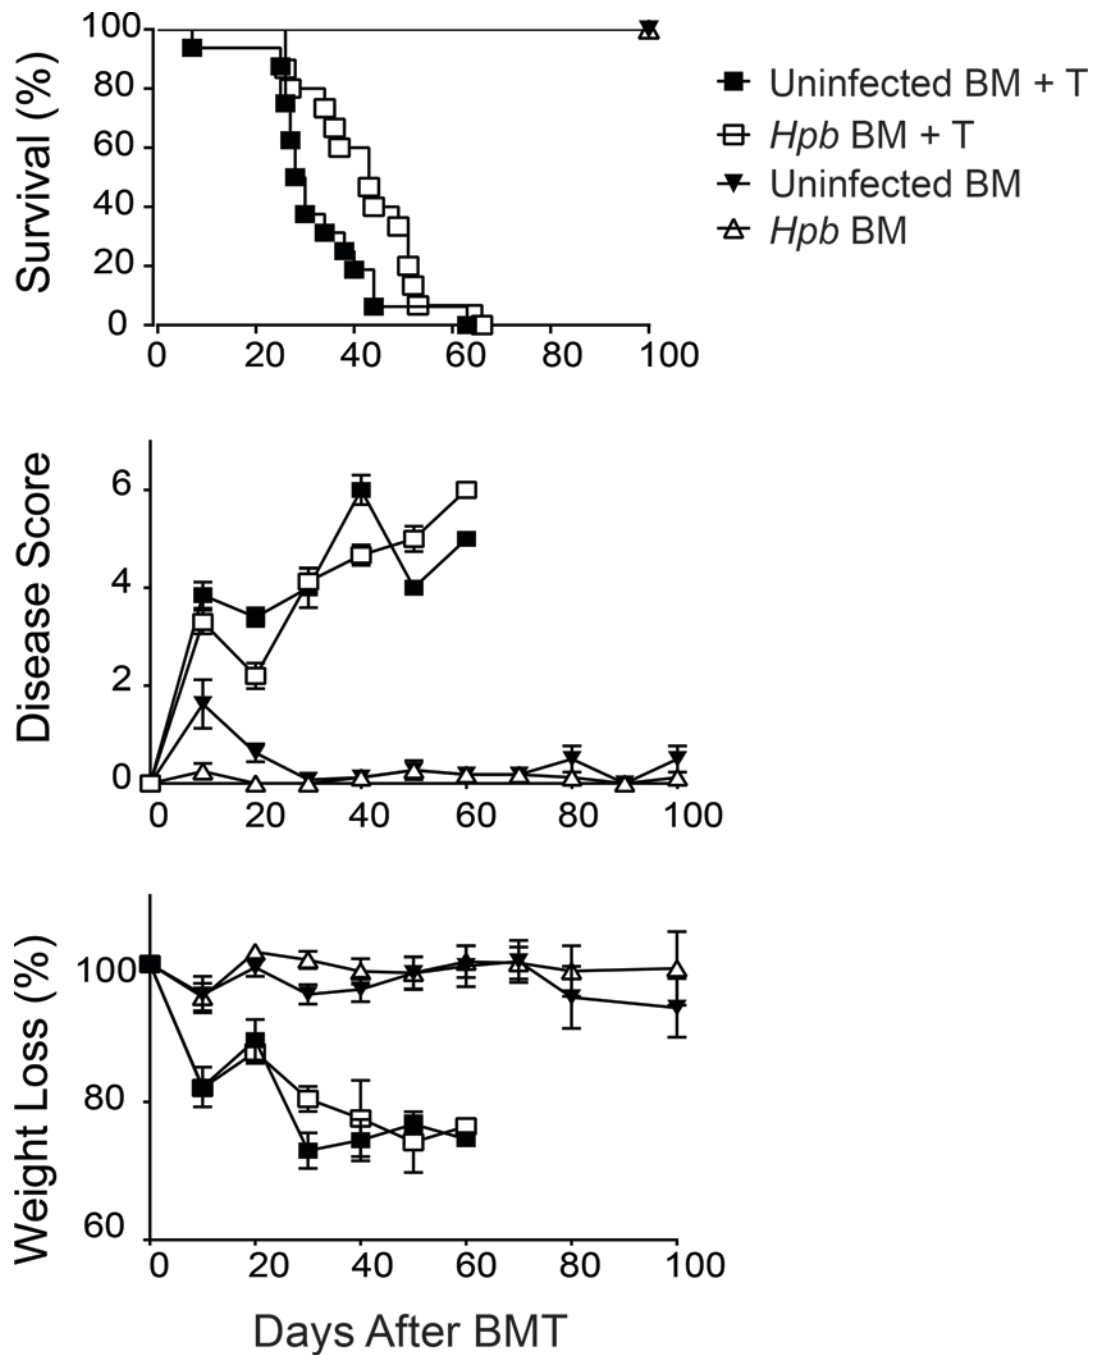 Survival (%)
100
80
60
40
20
0
0 20 40 60 80 100
Uninfected BM + T
Hpb BM + T
Uninfected BM
Hpb BM
Disease Score
6
4
2
0
0 20 40 60 80 100
Weight Loss (%)
100
80
60
0 20 40 60 80 100
Days After BMT